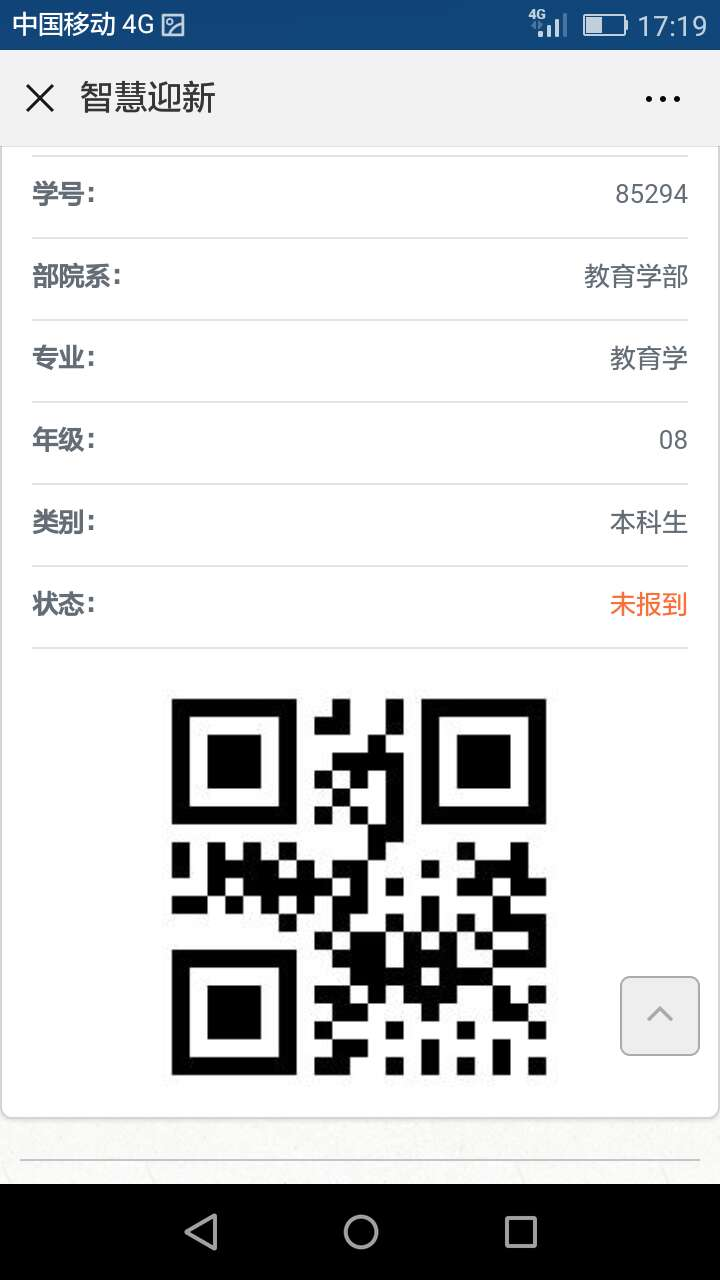 中国移动 4G 4G 17:19
智慧迎新
学号: 85294
部院系: 教育学部
专业: 教育学
年级: 08
类别: 本科生
状态: 未报到